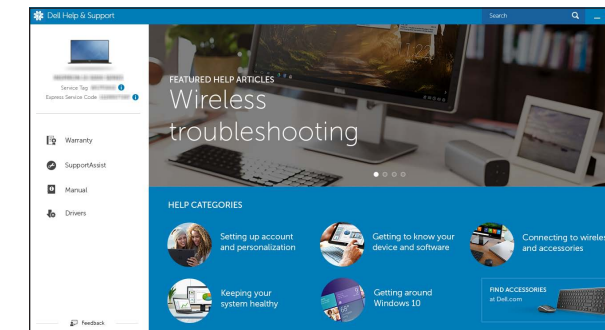 Dell Help & Support
Search
Service Tag
Express Service Code
Warranty
SupportAssist
Manual
Drivers
Feedback
FEATURED HELP ARTICLES
Wireless
troubleshooting
HELP CATEGORIES
Setting up account
and personalization
Getting to know your
device and software
Connecting to wireles
and accessories
Keeping your
system healthy
Getting around
Windows 10
FIND ACCESSORIES
at Dell.com